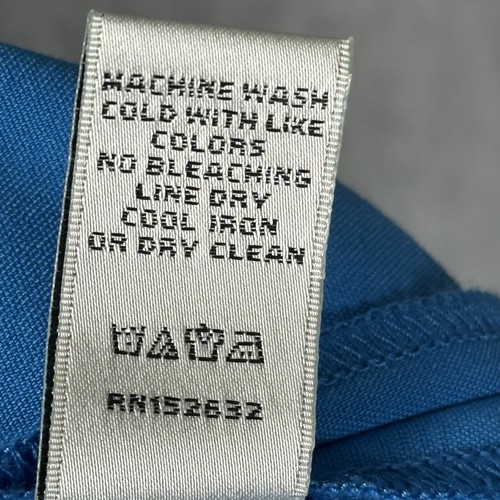 MACHINE WASH
COLD WITH LIKE
COLORS
NO BLEACHING
LINE DRY
COOL IRON
OR DRY CLEAN
RN152632